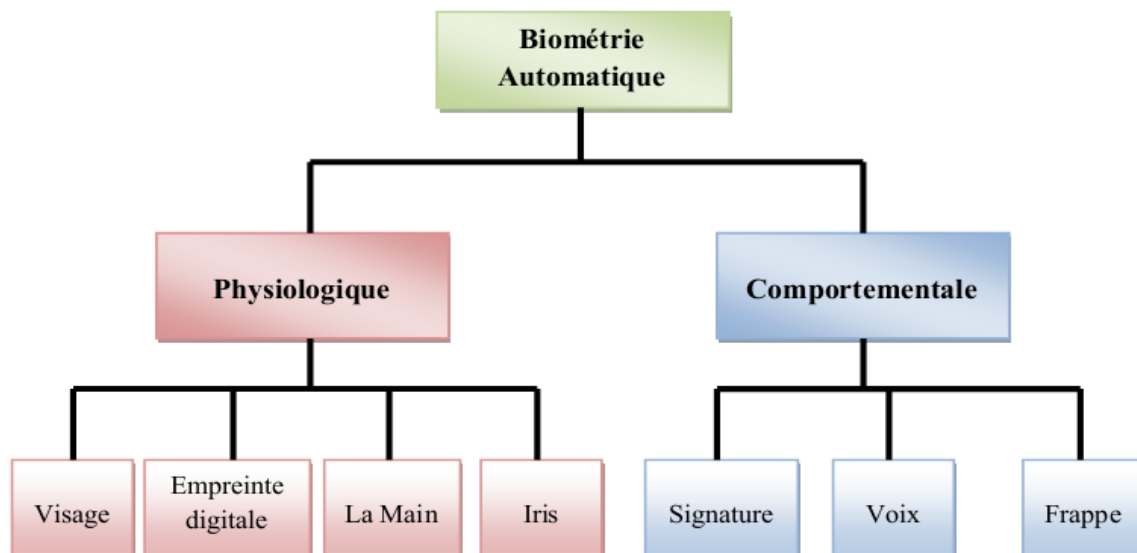 Biométrie
Automatique
Physiologique
Comportementale
Visage
Empreinte
digitale
La Main
Iris
Signature
Voix
Frappe